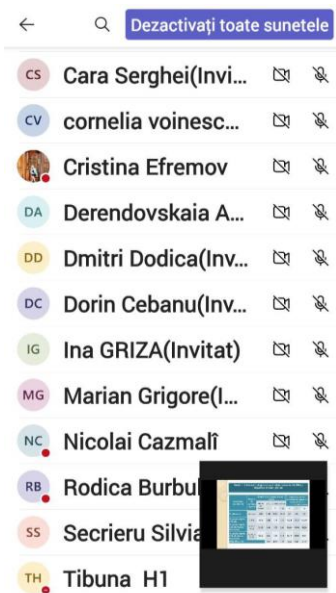 Dezactivați toate sunetele
CS Cara Serghei(Invi...
CV cornelia voinesc...
Cristina Efremov
DA Derendovskaia A...
DD Dmitri Dodica(Inv...
DC Dorin Cebanu(Inv...
IG Ina GRIZA(Invitat)
MG Marian Grigore(I...
NC Nicolai Cazmalî
RB Rodica
SS Secrieru Silvia
TH Tibuna H1